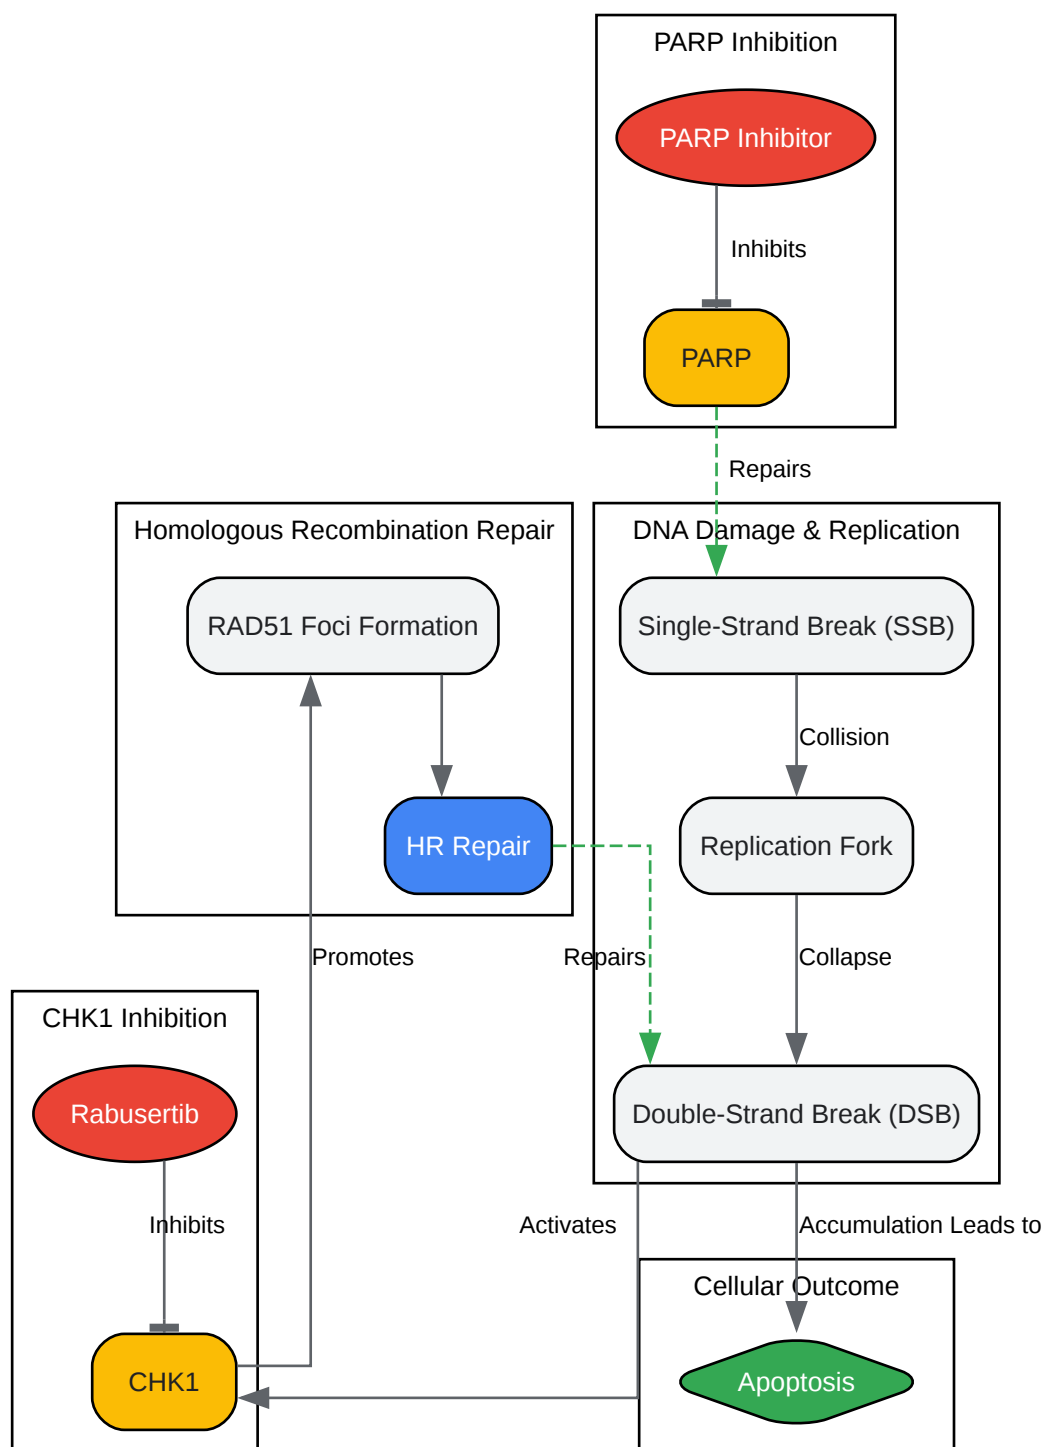 PARP Inhibition
PARP Inhibitor
Inhibits
PARP
Repairs
Homologous Recombination Repair
DNA Damage & Replication
RAD51 Foci Formation
Single-Strand Break (SSB)
Collision
HR Repair
Replication Fork
Promotes
Repairs
Collapse
CHK1 Inhibition
Rabusertib
Double-Strand Break (DSB)
Inhibits
Activates
Accumulation Leads to
Cellular Outcome
CHK1
Apoptosis